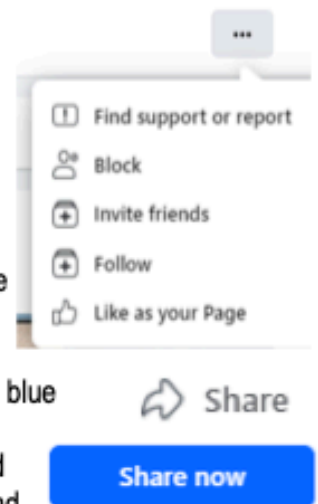 ...
Find support or report
Block
Invite friends
Follow
Like as your Page
blue
Share
Share now